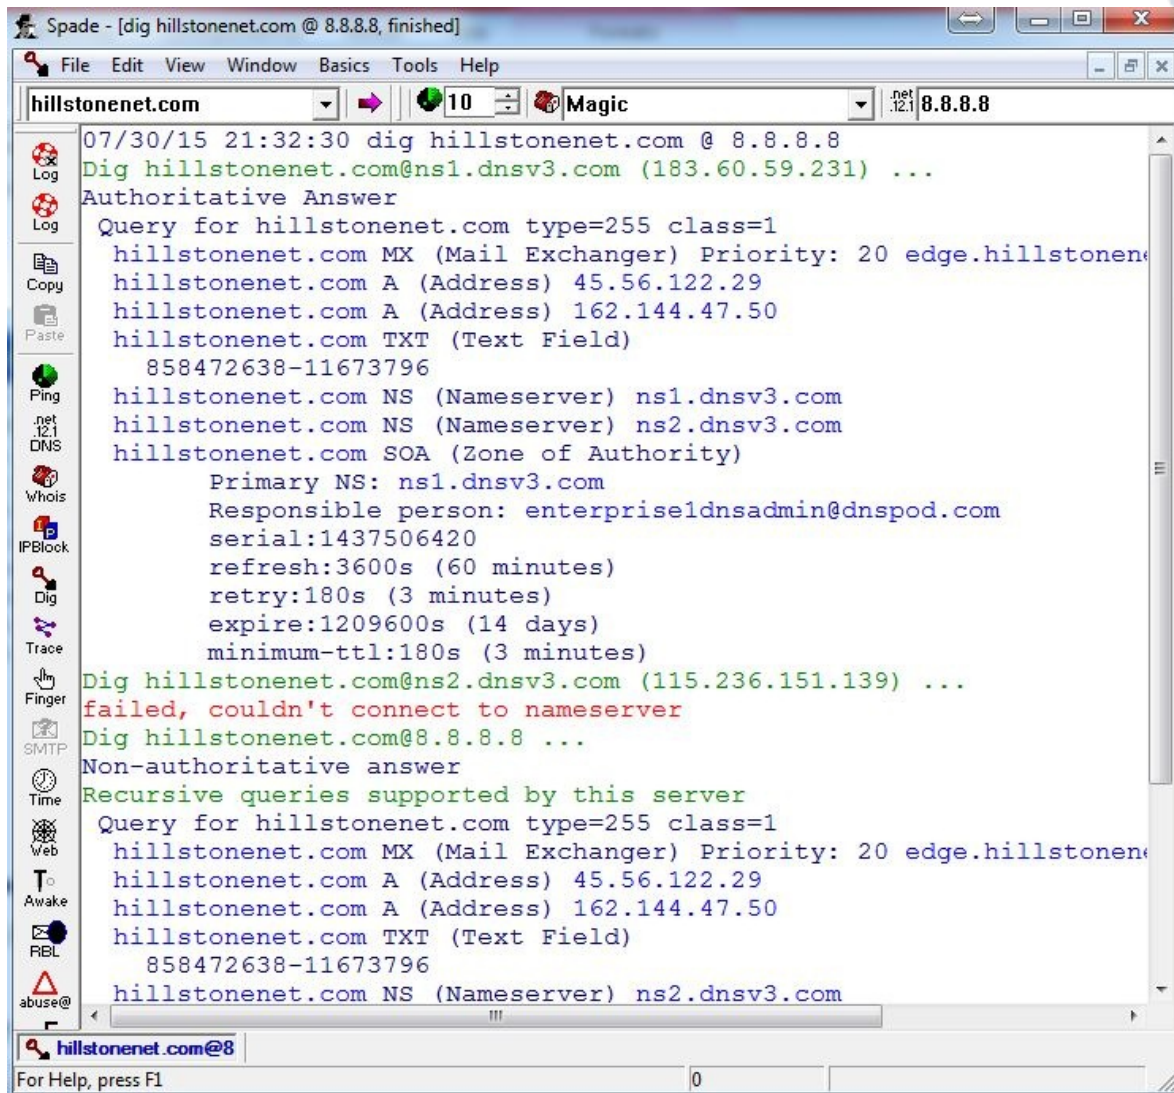 Spade - [dig hillstonenet.com @ 8.8.8.8, finished]
File Edit View Window Basics Tools Help
hillstonenet.com 10 Magic .net 12.1 8.8.8.8
Log
Log
Copy
Paste
Ping
.net 12.1 DNS
Whois
IP
IPBlock
Dig
Trace
Finger
SMTP
Time
Web
Awake
RBL
abuse@
07/30/15 21:32:30 dig hillstonenet.com @ 8.8.8.8
Dig hillstonenet.com@ns1.dnsv3.com (183.60.59.231) ...
Authoritative Answer
Query for hillstonenet.com type=255 class=1
hillstonenet.com MX (Mail Exchanger) Priority: 20 edge.hillstonen
hillstonenet.com A (Address) 45.56.122.29
hillstonenet.com A (Address) 162.144.47.50
hillstonenet.com TXT (Text Field)
858472638-11673796
hillstonenet.com NS (Nameserver) ns1.dnsv3.com
hillstonenet.com NS (Nameserver) ns2.dnsv3.com
hillstonenet.com SOA (Zone of Authority)
Primary NS: ns1.dnsv3.com
Responsible person: enterprise1dnsadmin@dnspod.com
serial:1437506420
refresh:3600s (60 minutes)
retry:180s (3 minutes)
expire:1209600s (14 days)
minimum-ttl:180s (3 minutes)
Dig hillstonenet.com@ns2.dnsv3.com (115.236.151.139) ...
failed, couldn't connect to nameserver
Dig hillstonenet.com@8.8.8.8 ...
Non-authoritative answer
Recursive queries supported by this server
Query for hillstonenet.com type=255 class=1
hillstonenet.com MX (Mail Exchanger) Priority: 20 edge.hillstonen
hillstonenet.com A (Address) 45.56.122.29
hillstonenet.com A (Address) 162.144.47.50
hillstonenet.com TXT (Text Field)
858472638-11673796
hillstonenet.com NS (Nameserver) ns2.dnsv3.com
hillstonenet.com@8
For Help, press F1 0